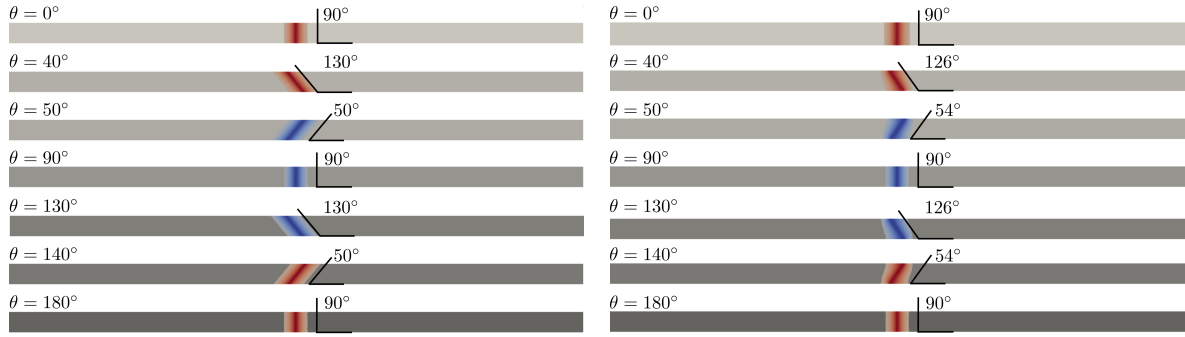 θ = 0° 90°
θ = 40° 130°
θ = 50° 50°
θ = 90° 90°
θ = 130° 130°
θ = 140° 50°
θ = 180° 90°
θ = 0° 90°
θ = 40° 126°
θ = 50° 54°
θ = 90° 90°
θ = 130° 126°
θ = 140° 54°
θ = 180° 90°